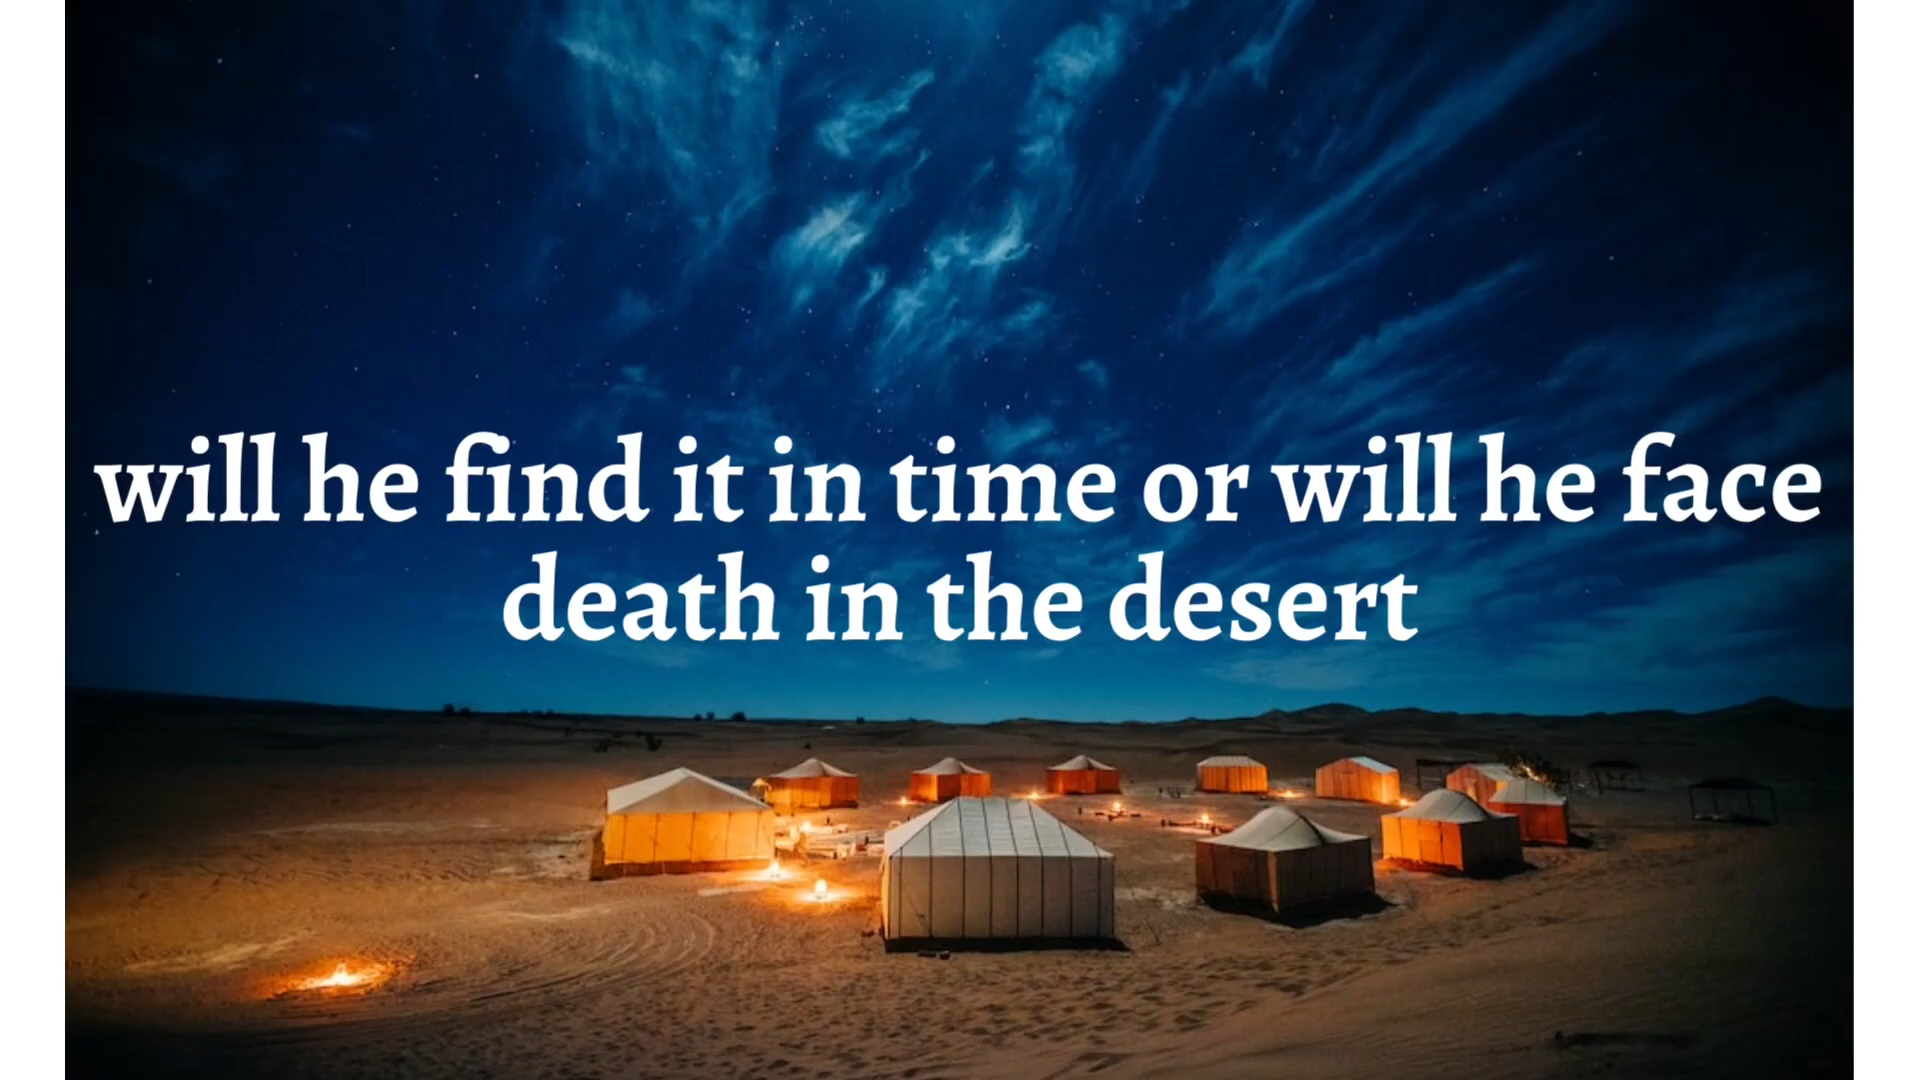 will he find it in time or will he face
death in the desert